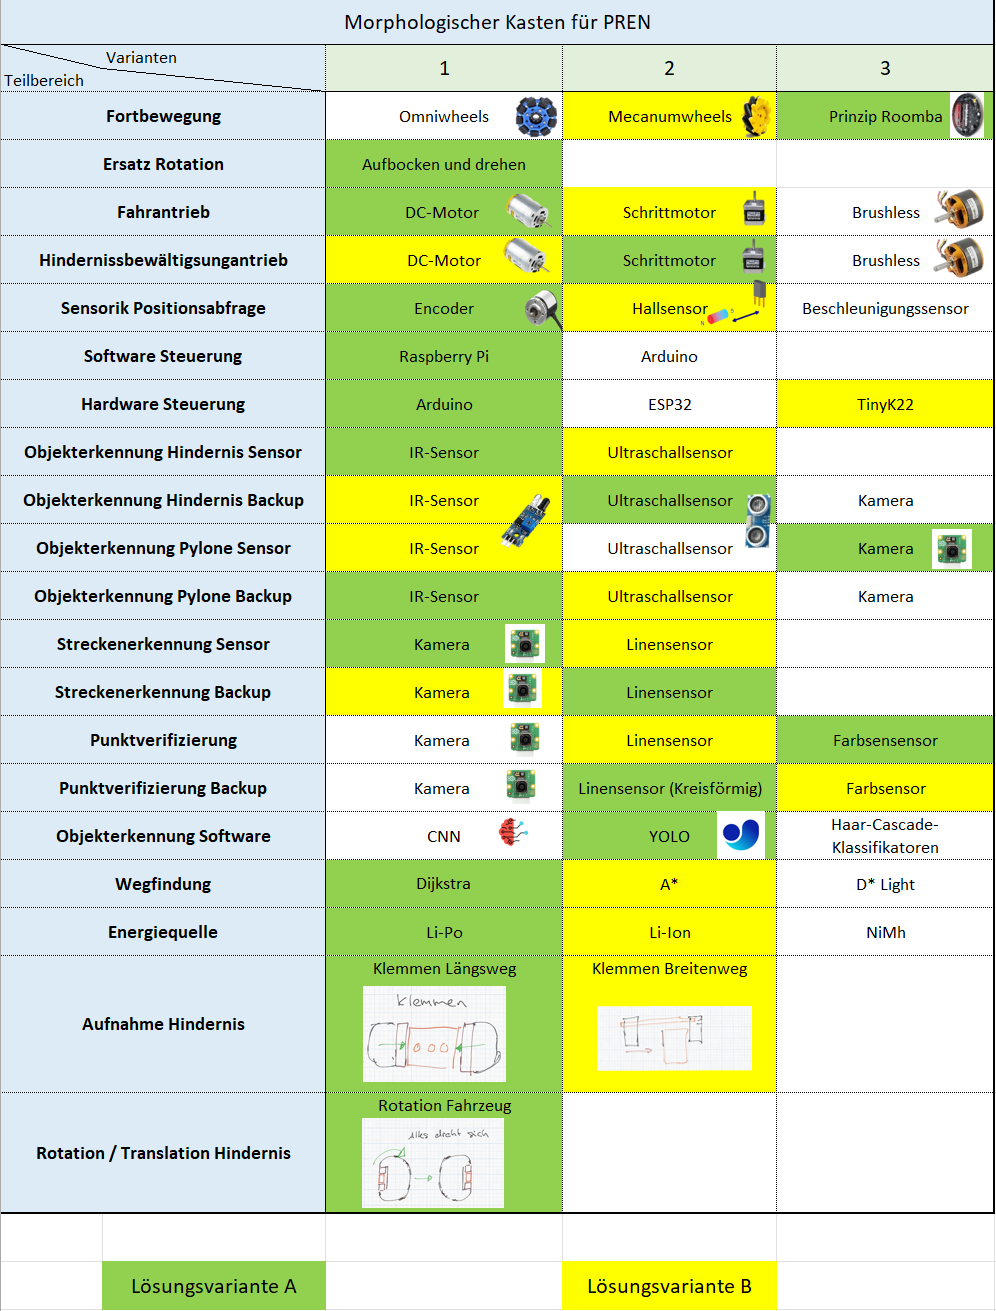 Morphologischer Kasten für PREN
Varianten
Teilbereich
1 2 3
Fortbewegung Omniwheels Mecanumwheels Prinzip Roomba
Ersatz Rotation Aufbocken und drehen
Fahrantrieb DC-Motor Schrittmotor Brushless
Hindernissbewältigsungantrieb DC-Motor Schrittmotor Brushless
Sensorik Positionsabfrage Encoder Hallsensor Beschleunigungssensor
Software Steuerung Raspberry Pi Arduino
Hardware Steuerung Arduino ESP32 TinyK22
Objekterkennung Hindernis Sensor IR-Sensor Ultraschallsensor
Objekterkennung Hindernis Backup IR-Sensor Ultraschallsensor Kamera
Objekterkennung Pylone Sensor IR-Sensor Ultraschallsensor Kamera
Objekterkennung Pylone Backup IR-Sensor Ultraschallsensor Kamera
Streckenerkennung Sensor Kamera Linensensor
Streckenerkennung Backup Kamera Linensensor
Punktverifizierung Kamera Linensensor Farbsensensor
Punktverifizierung Backup Kamera Linensensor (Kreisförmig) Farbsensor
Objekterkennung Software CNN YOLO Haar-Cascade-
Klassifikatoren
Wegfindung Dijkstra A* D* Light
Energiequelle Li-Po Li-Ion NiMh
Aufnahme Hindernis
Klemmen Längsweg Klemmen Breitenweg
Klemmen
Rotation / Translation Hindernis
Rotation Fahrzeug
Alles dreht sich
Lösungsvariante A Lösungsvariante B